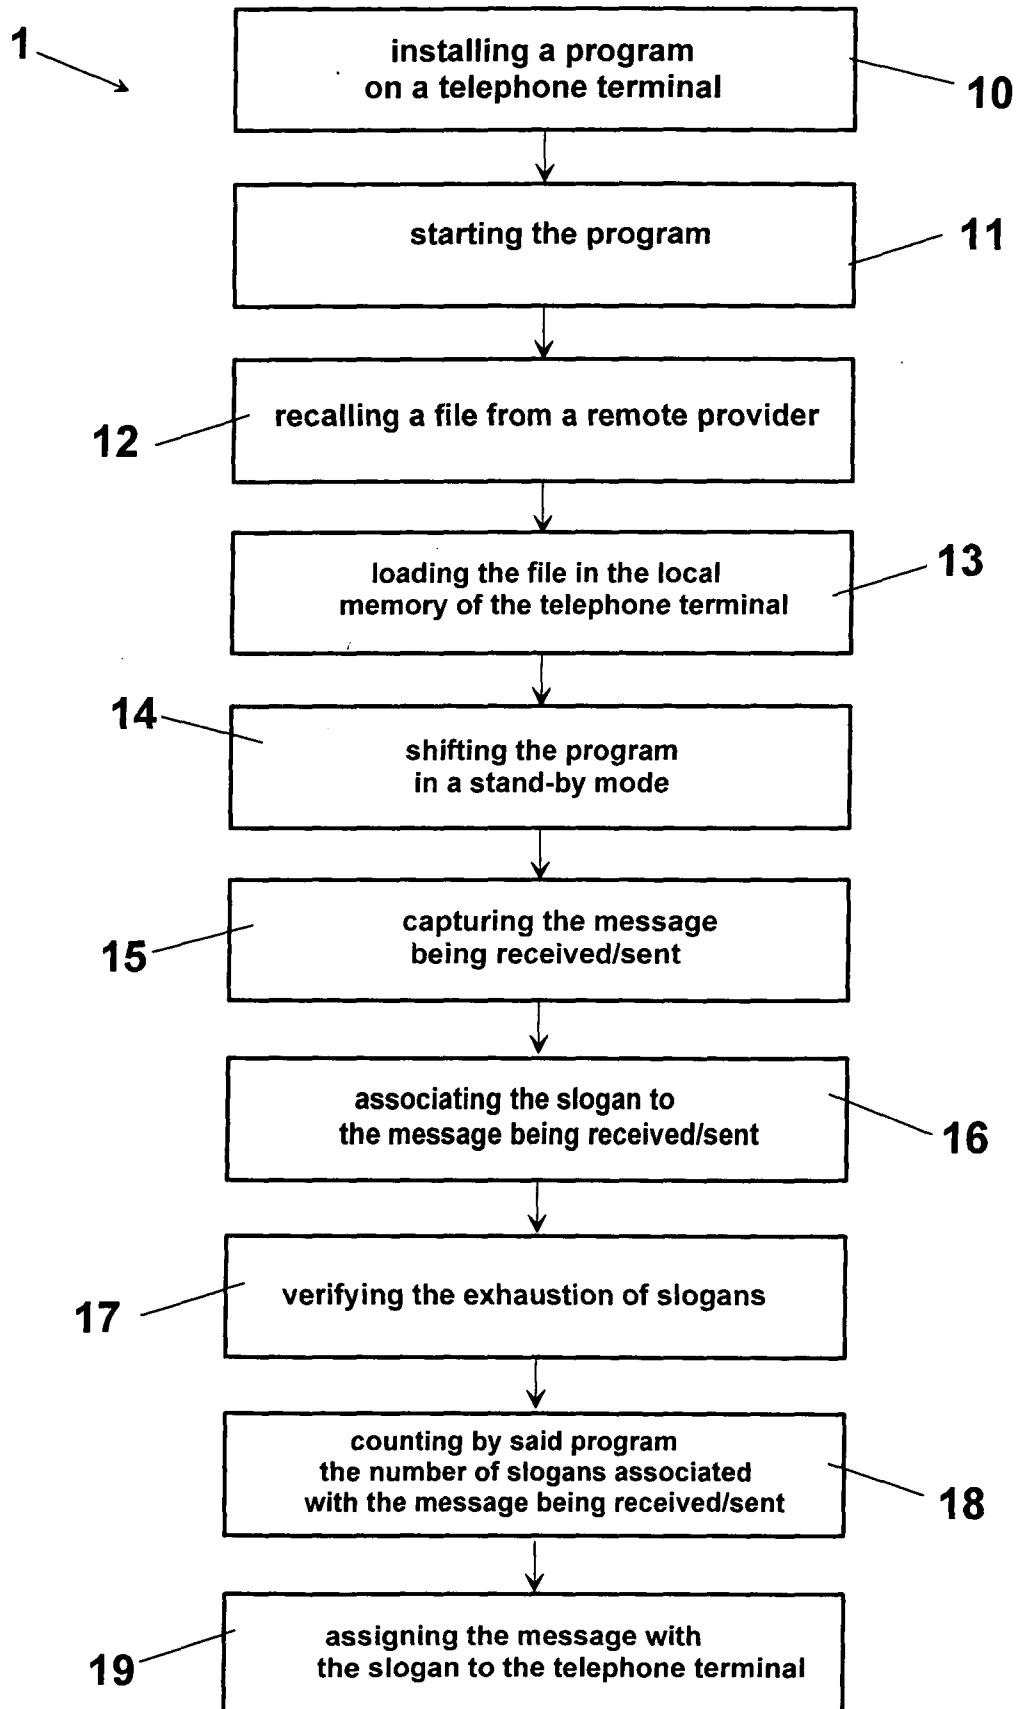 1
installing a program
on a telephone terminal
10
starting the program
11
recalling a file from a remote provider
12
loading the file in the local
memory of the telephone terminal
13
14
shifting the program
in a stand-by mode
capturing the message
being received/sent
15
associating the slogan to
the message being received/sent
16
verifying the exhaustion of slogans
17
counting by said program
the number of slogans associated
with the message being received/sent
18
assigning the message with
the slogan to the telephone terminal
19